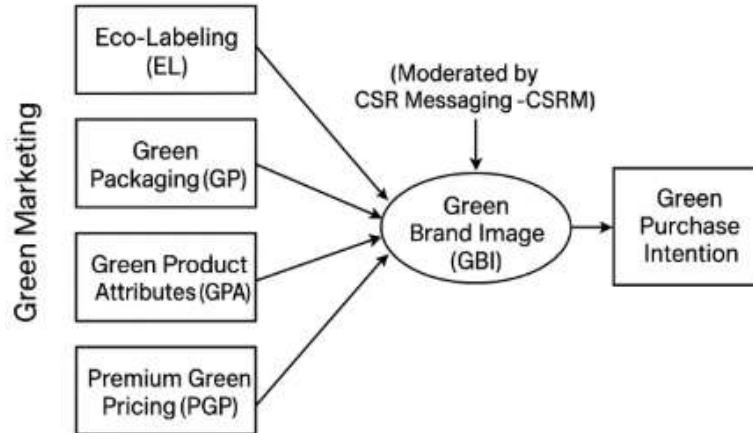 Green Marketing
Eco-Labeling
(EL)
Green
Packaging (GP)
Green Product
Attributes (GPA)
Premium Green
Pricing (PGP)
(Moderated by
CSR Messaging -CSRM)
Green
Brand Image
(GBI)
Green
Purchase
Intention